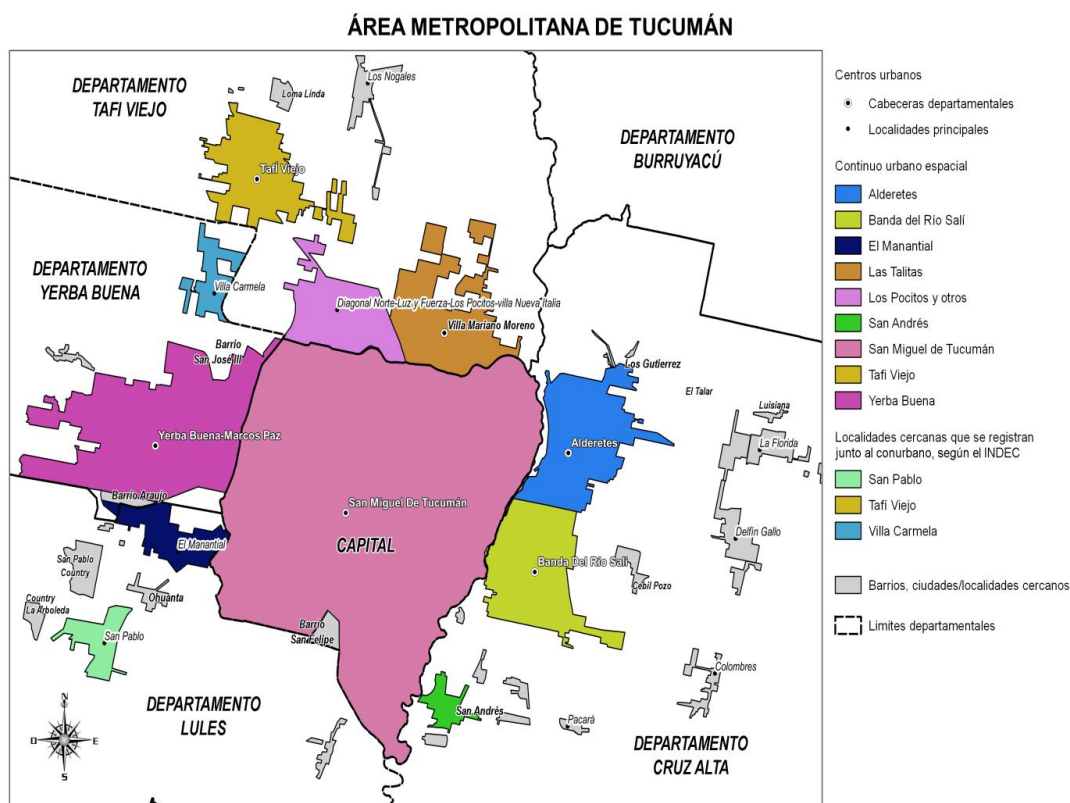 ÁREA METROPOLITANA DE TUCUMÁN
DEPARTAMENTO
TAFI VIEJO
Loma Linda
Los Nogales
DEPARTAMENTO
BURRUYACÚ
Tafí Viejo
DEPARTAMENTO
YERBA BUENA
Villa Carmela
Diagonal Norte-Luz y Fuerza-Los Pocitos-villa Nueva Italia
Villa Mariano Moreno
Barrio
San José III
Los Gutierrez
El Talar
Luisiana
La Florida
Yerba Buena-Marcos Paz
Alderetes
Barrio Araujo
San Miguel De Tucumán
El Manantial
CAPITAL
Delfín Gallo
San Pablo
Country
Banda Del Río Salí
Cebil Pozo
Ohuanta
Country
La Arboleda
San Pablo
Barrio
San Felipe
Colombres
DEPARTAMENTO
LULES
San Andrés
Pacará
DEPARTAMENTO
CRUZ ALTA
N
O
E
S
Centros urbanos
Cabeceras departamentales
Localidades principales
Continuo urbano espacial
Alderetes
Banda del Río Salí
El Manantial
Las Talitas
Los Pocitos y otros
San Andrés
San Miguel de Tucumán
Tafi Viejo
Yerba Buena
Localidades cercanas que se registran
junto al conurbano, según el INDEC
San Pablo
Tafí Viejo
Villa Carmela
Barrios, ciudades/localidades cercanos
Limites departamentales